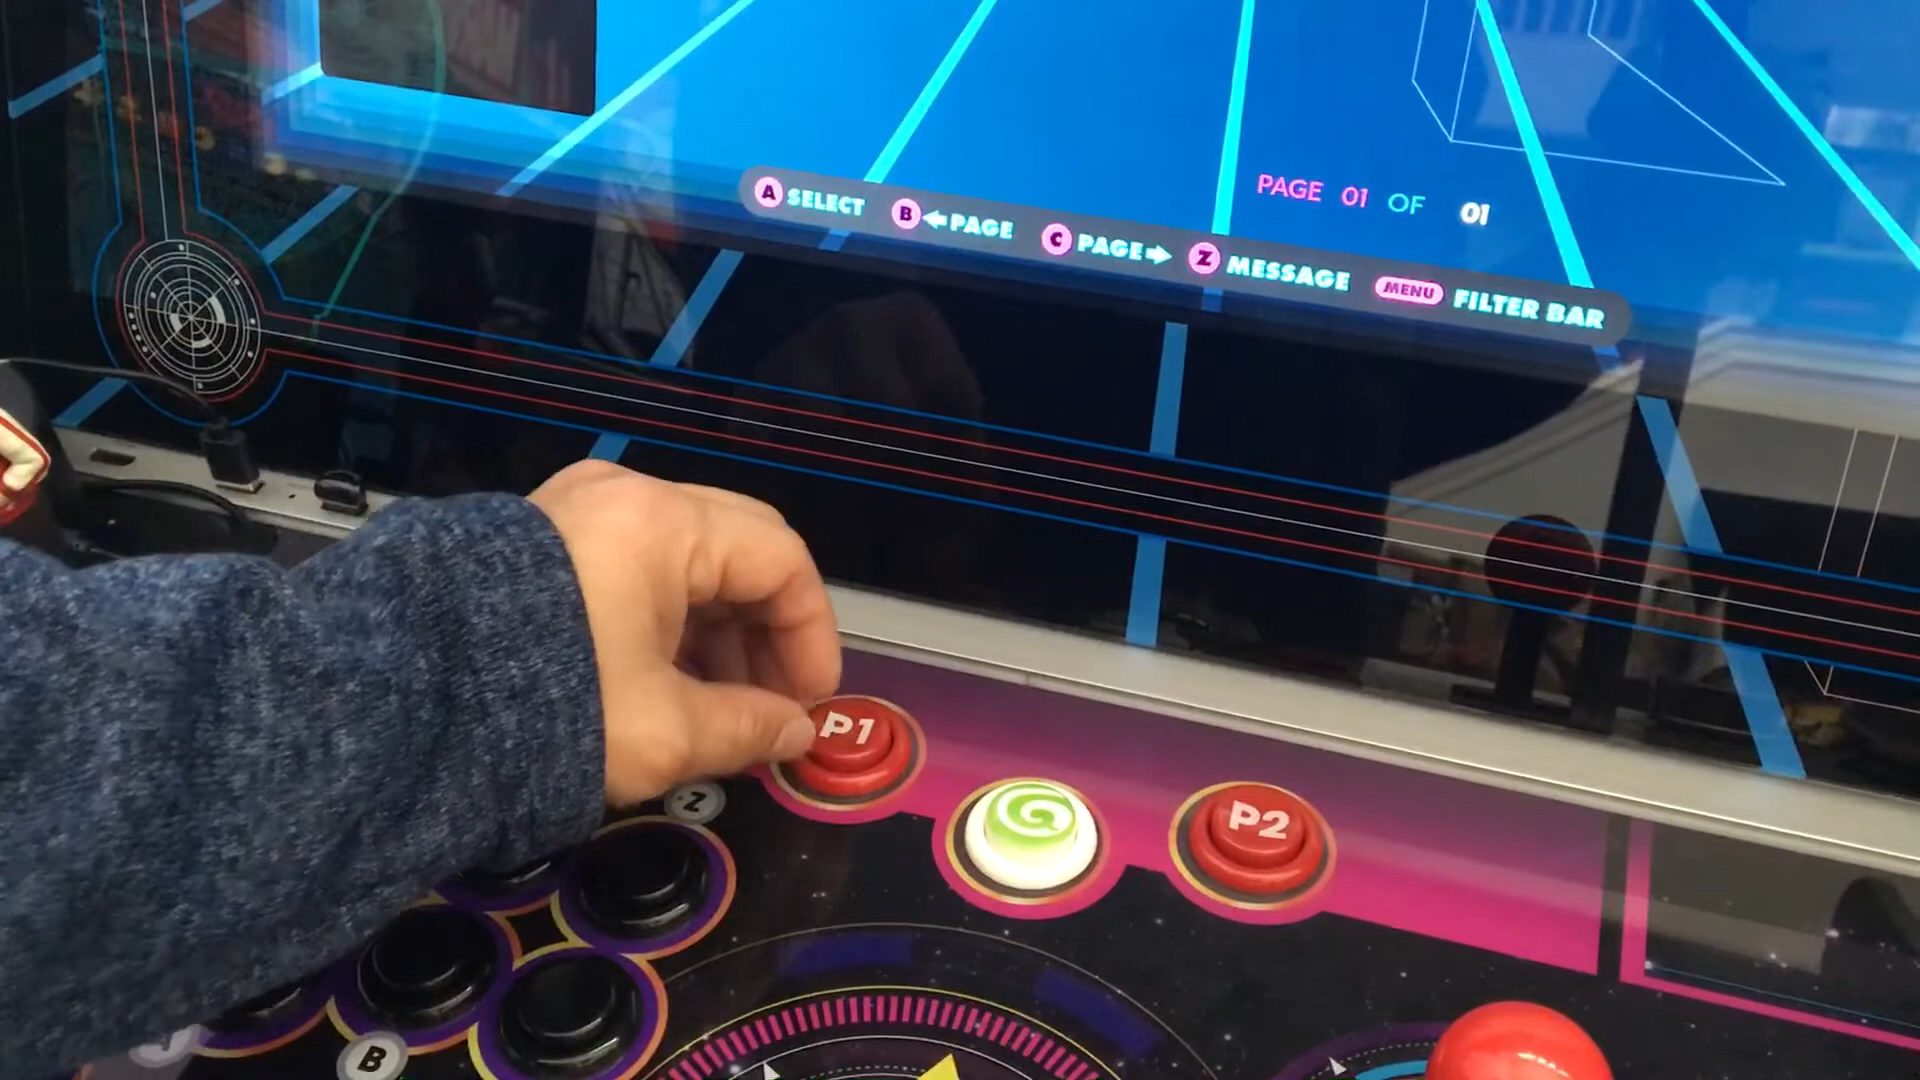 PAGE 01 OF 01
A SELECT B PAGE C PAGE Z MESSAGE MENU FILTER BAR
P1
G
P2
Z
B